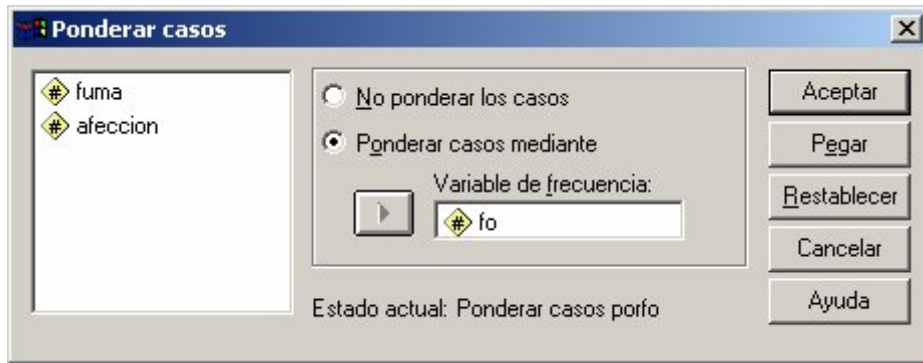 Ponderar casos
fuma
afeccion
No ponderar los casos
Ponderar casos mediante
Variable de frecuencia:
fo
Estado actual: Ponderar casos porfo
Aceptar
Pegar
Restablecer
Cancelar
Ayuda